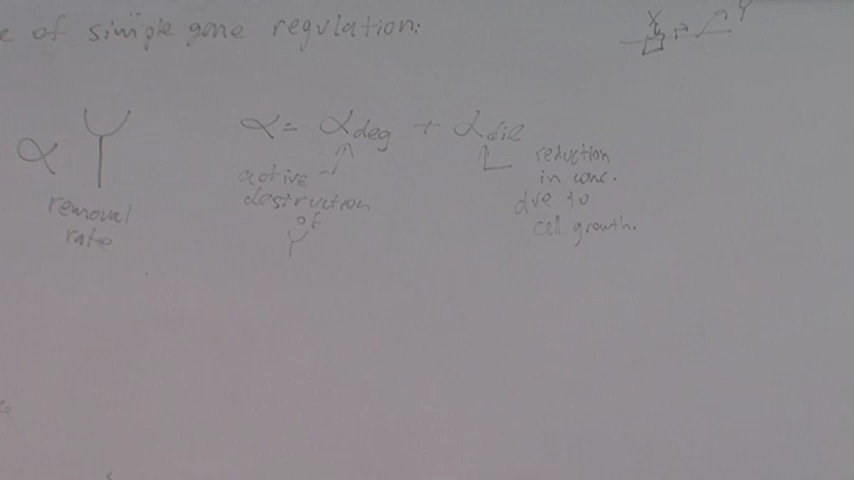 e of simple gene regulation:
X
Y
α Y
removal
rate
α = αdeg + αdil
active
destruction
of
Y
reduction
in conc.
due to
cell growth.